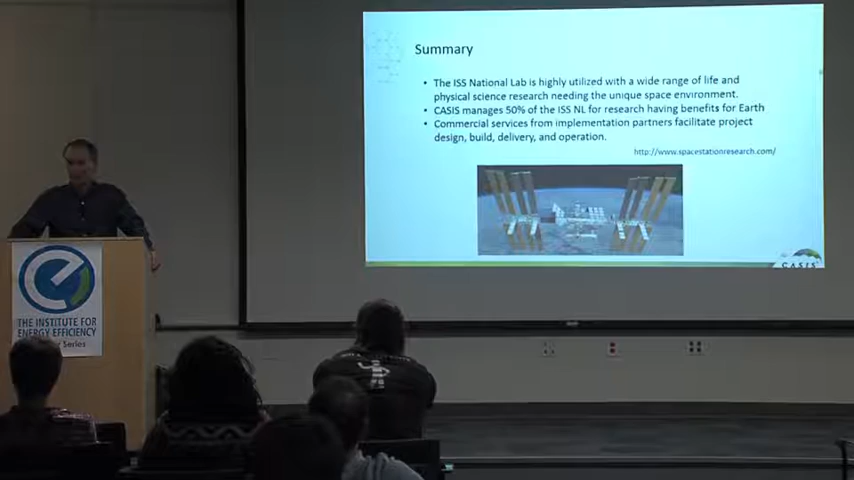 Summary
• The ISS National Lab is highly utilized with a wide range of life and
physical science research needing the unique space environment.
• CASIS manages 50% of the ISS NL for research having benefits for Earth
• Commercial services from implementation partners facilitate project
design, build, delivery, and operation.
http://www.spacestationresearch.com/
CASIS
THE INSTITUTE FOR
ENERGY EFFICIENCY
Series